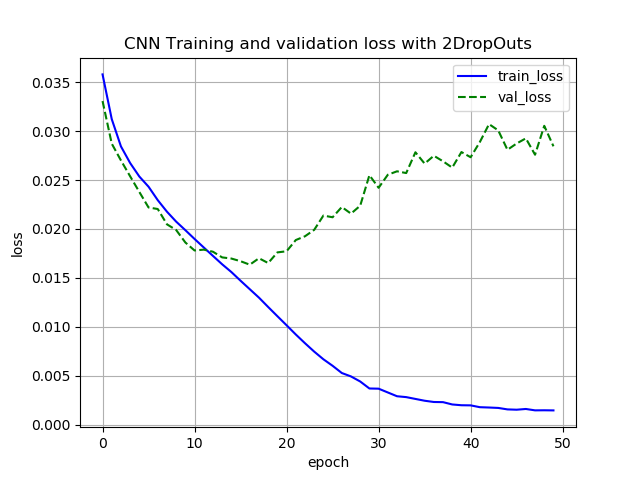 CNN Training and validation loss with 2DropOuts
train_loss
val_loss
0.035
0.030
0.025
0.020
0.015
0.010
0.005
0.000
loss
0 10 20 30 40 50
epoch